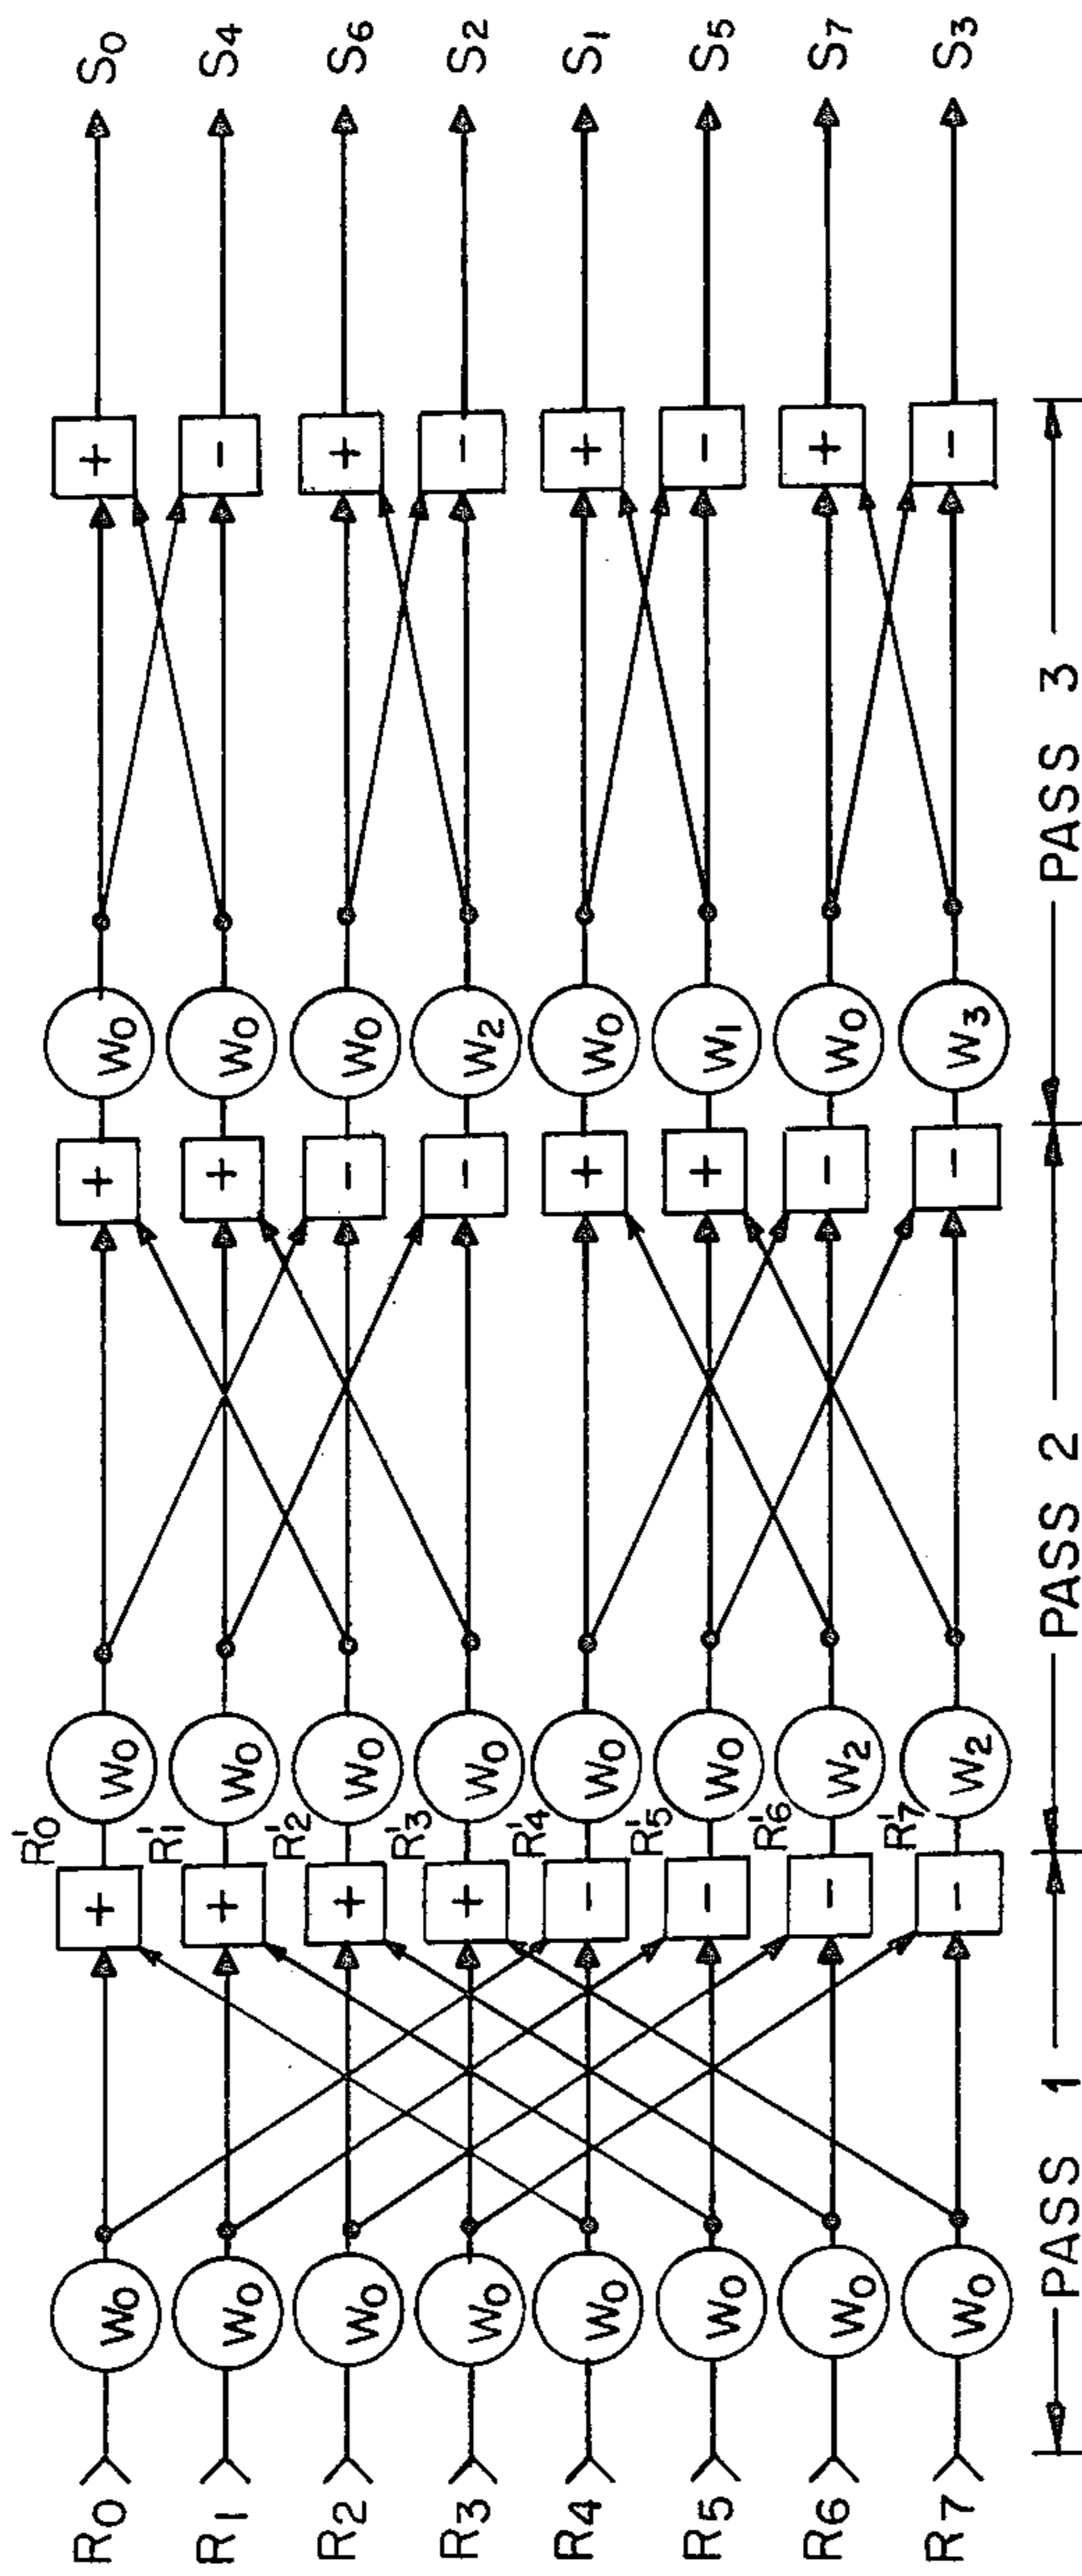 R0 W0 + R'0 W0 + W0 + S0
R1 W0 + R'1 W0 + W0 - S4
R2 W0 + R'2 W0 - W0 + S6
R3 W0 + R'3 W0 - W2 - S2
R4 W0 - R'4 W0 + W0 + S1
R5 W0 - R'5 W0 + W1 - S5
R6 W0 - R'6 W2 - W0 + S7
R7 W0 - R'7 W2 - W3 - S3
PASS 1 PASS 2 PASS 3